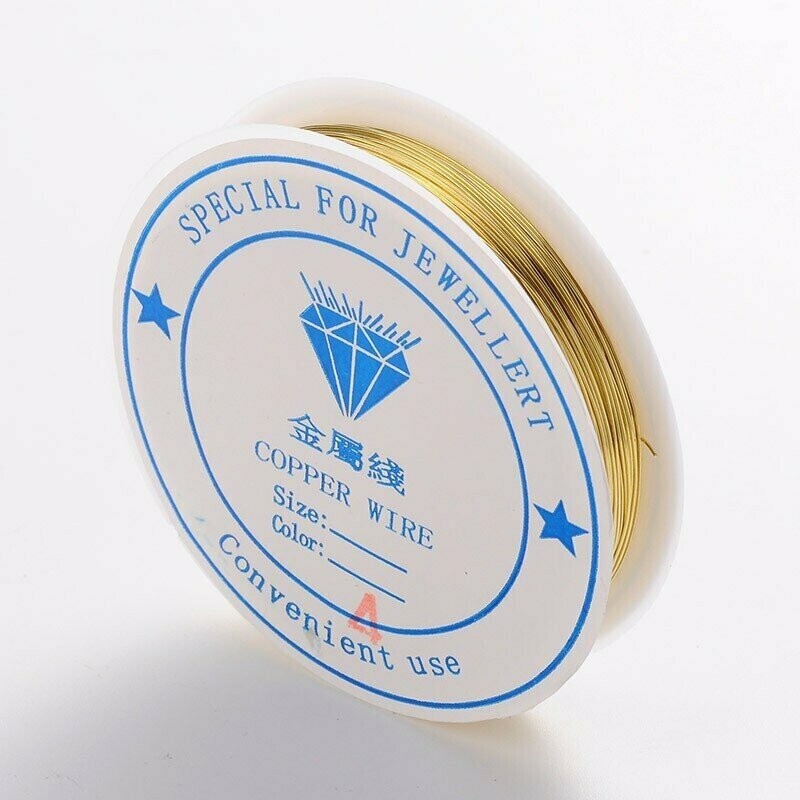 SPECIAL FOR JEWELLERT
金屬綫
COPPER WIRE
Size:
Color:
4
Convenient use